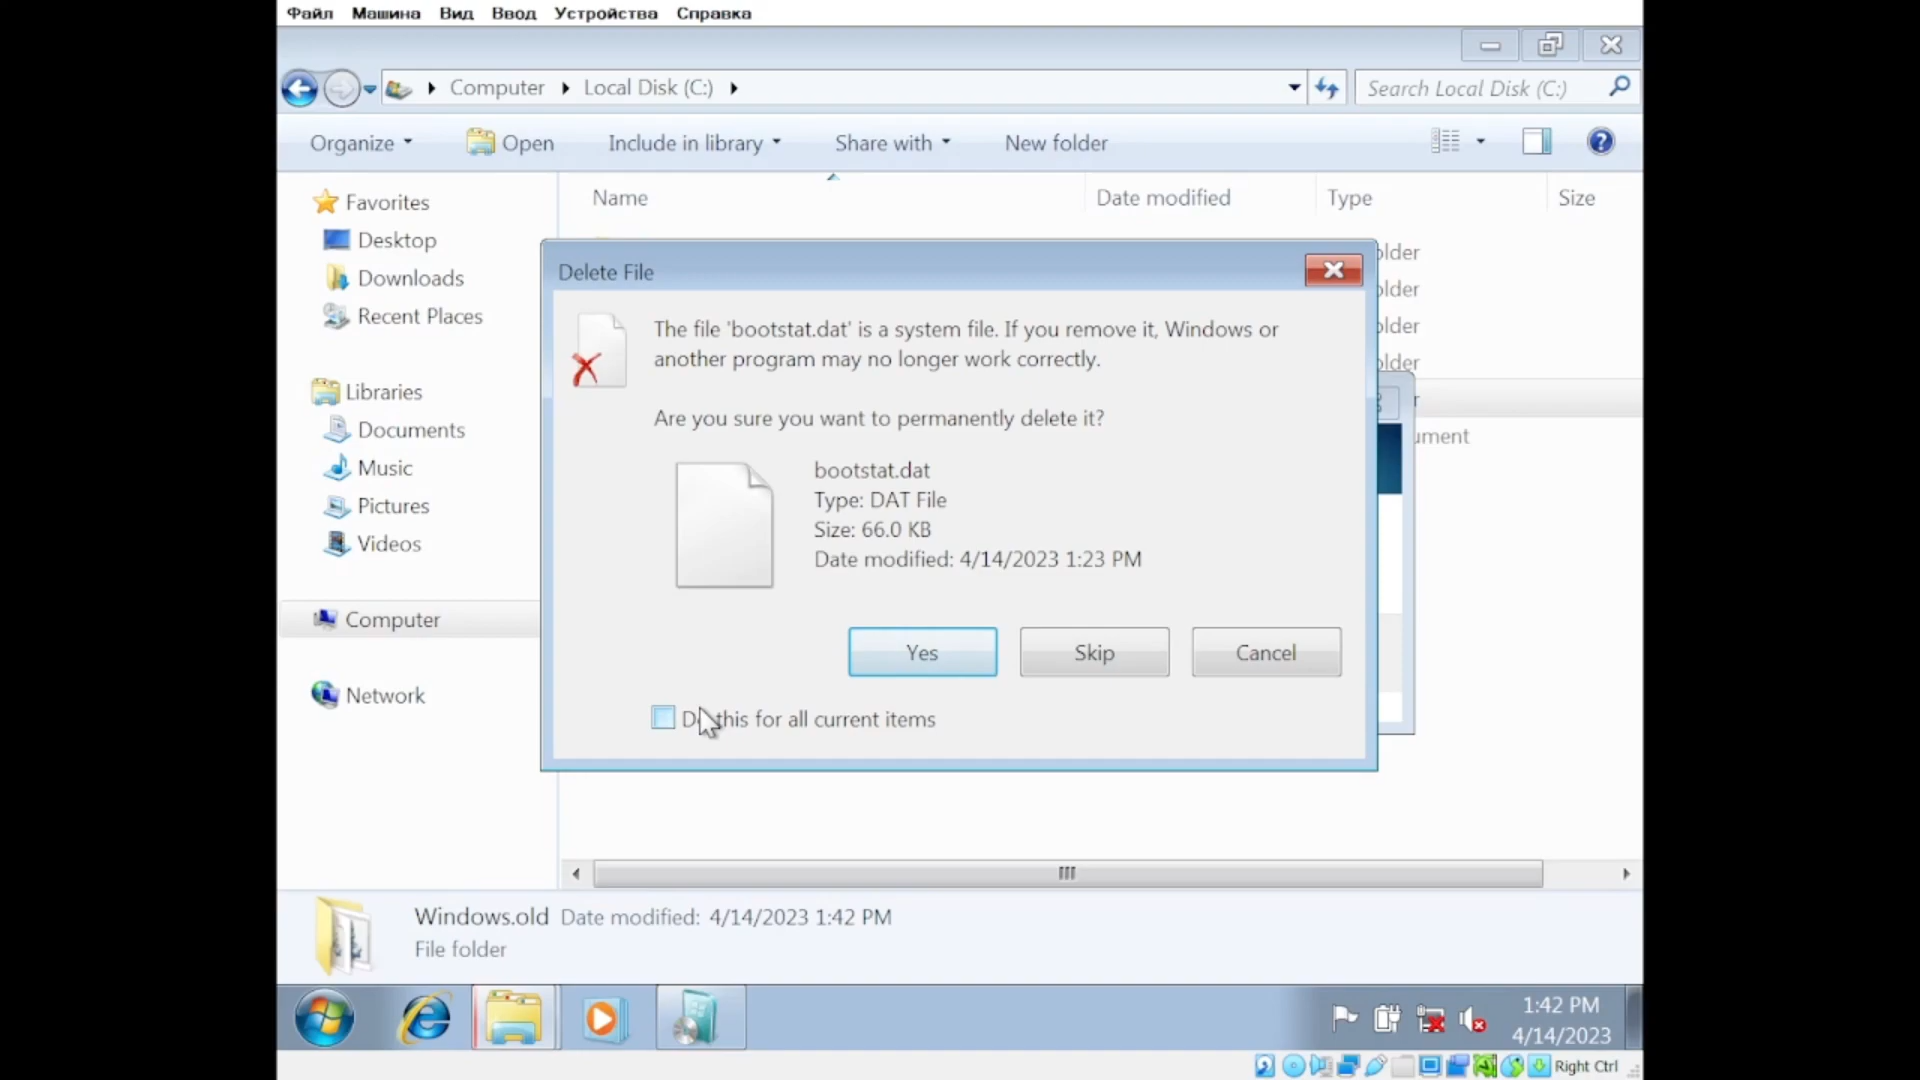 Файл Машина Вид Ввод Устройства Справка
Computer Local Disk (C:)
Search Local Disk (C:)
Organize Open Include in library Share with New folder
Name Date modified Type Size
Favorites
Desktop
Downloads
Recent Places
Libraries
Documents
Music
Pictures
Videos
Computer
Network
older
older
older
older
r
ument
Delete File
The file 'bootstat.dat' is a system file. If you remove it, Windows or
another program may no longer work correctly.
Are you sure you want to permanently delete it?
bootstat.dat
Type: DAT File
Size: 66.0 KB
Date modified: 4/14/2023 1:23 PM
Yes Skip Cancel
Do this for all current items
Windows.old Date modified: 4/14/2023 1:42 PM
File folder
1:42 PM
4/14/2023
Right Ctrl